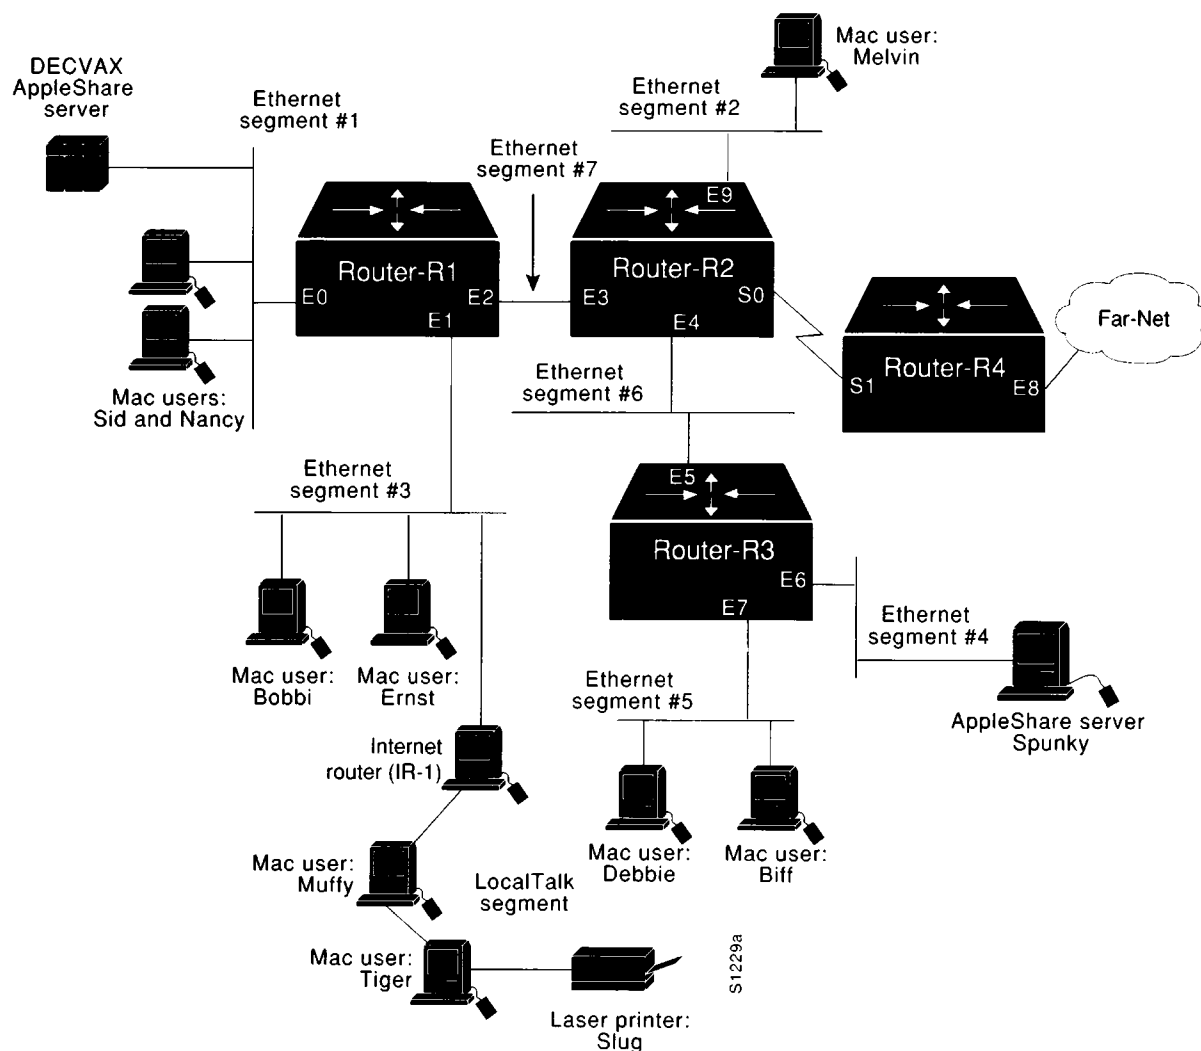 Mac user:
Melvin
DECVAX
AppleShare
server
Ethernet
segment #1
Ethernet
segment #2
Ethernet
segment #7
E9
Router-R1
E0
E2
E1
Router-R2
E3
S0
E4
Far-Net
Router-R4
S1
E8
Mac users:
Sid and Nancy
Ethernet
segment #6
Ethernet
segment #3
E5
Router-R3
E6
E7
Ethernet
segment #4
Mac user:
Bobbi
Mac user:
Ernst
Ethernet
segment #5
AppleShare server
Spunky
Internet
router (IR-1)
Mac user:
Debbie
Mac user:
Biff
Mac user:
Muffy
LocalTalk
segment
Mac user:
Tiger
S1229a
Laser printer:
Slug